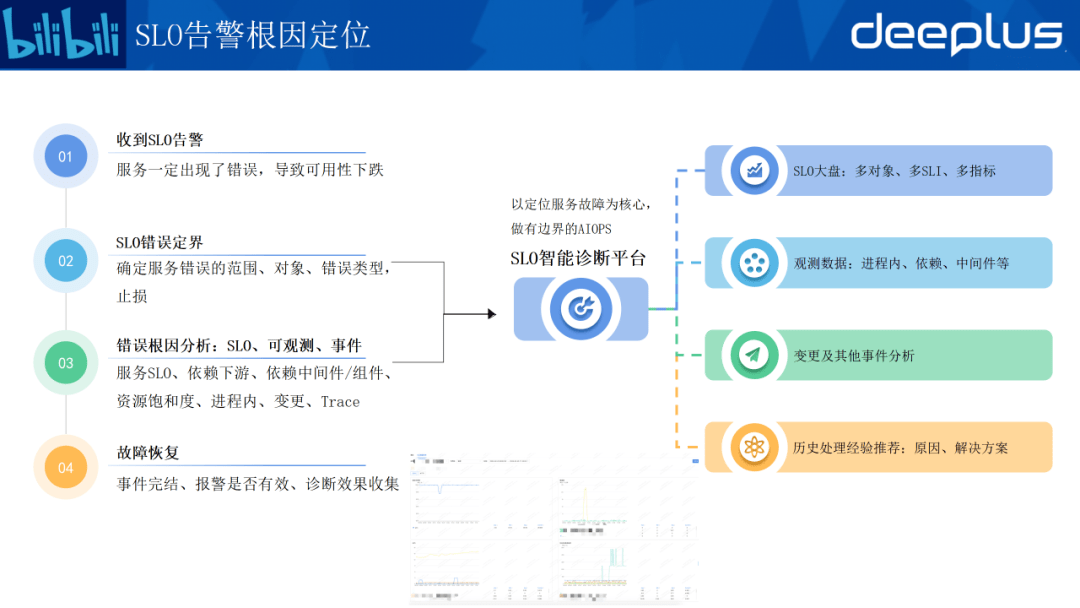 bilibili
SLO告警根因定位
deeplus
01
收到SLO告警
服务一定出现了错误，导致可用性下跌
02
SLO错误定界
确定服务错误的范围、对象、错误类型，
止损
03
错误根因分析：SLO、可观测、事件
服务SLO、依赖下游、依赖中间件/组件、
资源饱和度、进程内、变更、Trace
04
故障恢复
事件完结、报警是否有效、诊断效果收集
以定位服务故障为核心，
做有边界的AIOPS
SLO智能诊断平台
SLO大盘：多对象、多SLI、多指标
观测数据：进程内、依赖、中间件等
变更及其他事件分析
历史处理经验推荐：原因、解决方案